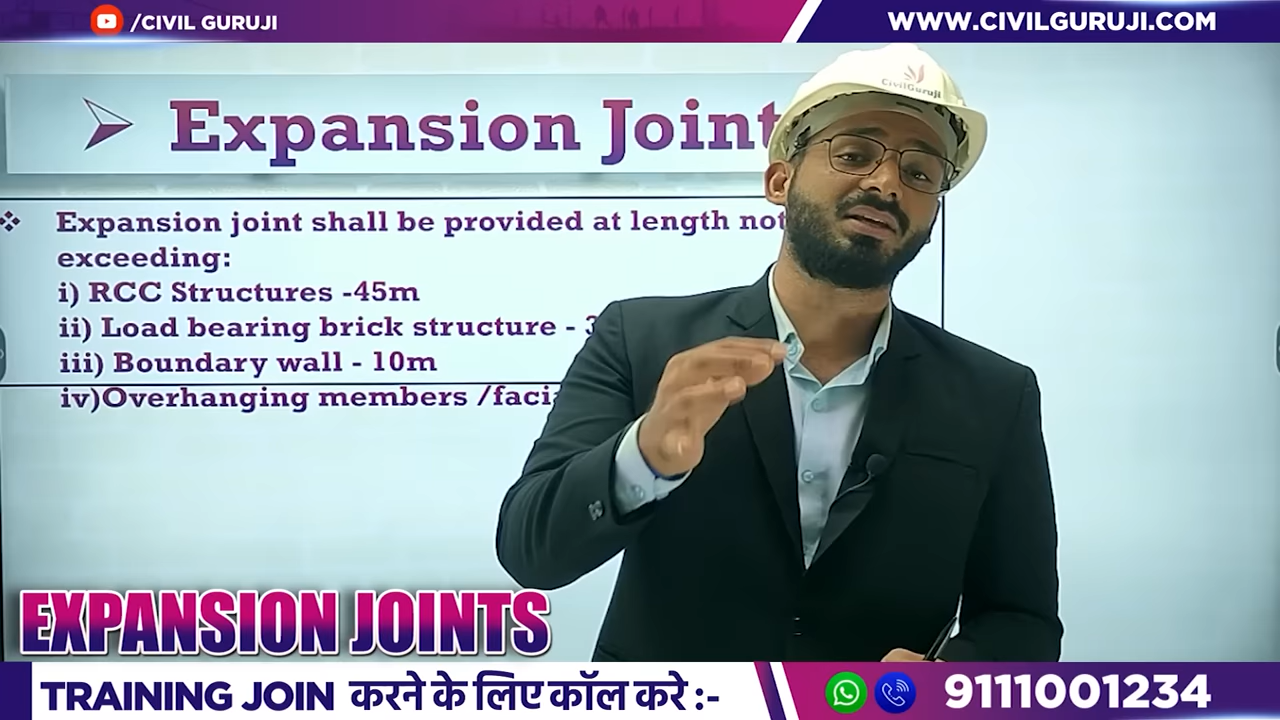 /CIVIL GURUJI
WWW.CIVILGURUJI.COM
CivilGuruji
Expansion Joint
Expansion joint shall be provided at length not
exceeding:
i) RCC Structures -45m
ii) Load bearing brick structure -
iii) Boundary wall - 10m
iv)Overhanging members /
EXPANSION JOINTS
TRAINING JOIN करने के लिए कॉल करे :-
9111001234